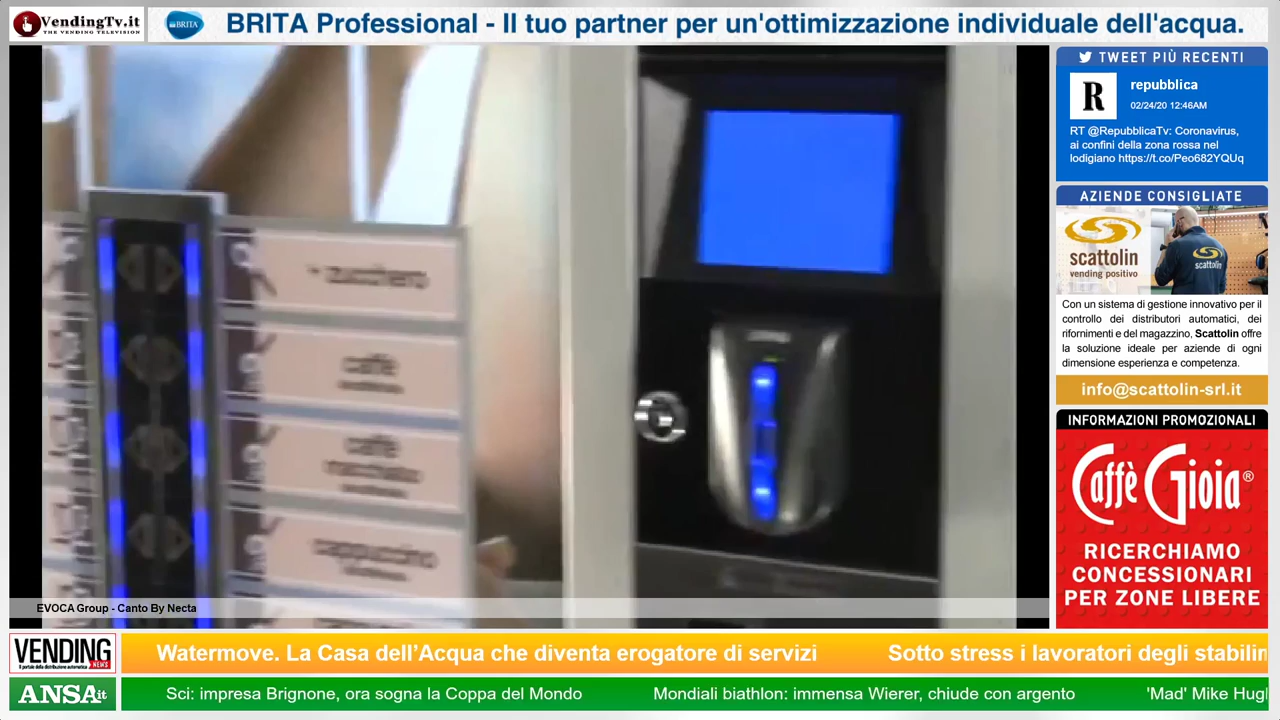 VendingTv.it
THE VENDING TELEVISION
BRITA
BRITA Professional - Il tuo partner per un'ottimizzazione individuale dell'acqua.
TWEET PIÙ RECENTI
R
repubblica
02/24/20 12:46AM
RT @RepubblicaTv: Coronavirus,
ai confini della zona rossa nel
lodigiano https://t.co/Peo682YQUq
AZIENDE CONSIGLIATE
scattolin
vending positivo
scattolin
Con un sistema di gestione innovativo per il
controllo dei distributori automatici, dei
rifornimenti e del magazzino, Scattolin offre
la soluzione ideale per aziende di ogni
dimensione esperienza e competenza.
info@scattolin-srl.it
INFORMAZIONI PROMOZIONALI
Caffè Gioia®
RICERCHIAMO
CONCESSIONARI
PER ZONE LIBERE
+ zucchero
caffè
caffè
macchiato
cappuccino
EVOCA Group - Canto By Necta
VENDING
NEWS
Il portale della distribuzione automatica
Watermove. La Casa dell'Acqua che diventa erogatore di servizi
Sotto stress i lavoratori degli stabilin
ANSA it
Sci: impresa Brignone, ora sogna la Coppa del Mondo
Mondiali biathlon: immensa Wierer, chiude con argento
'Mad' Mike Hugl